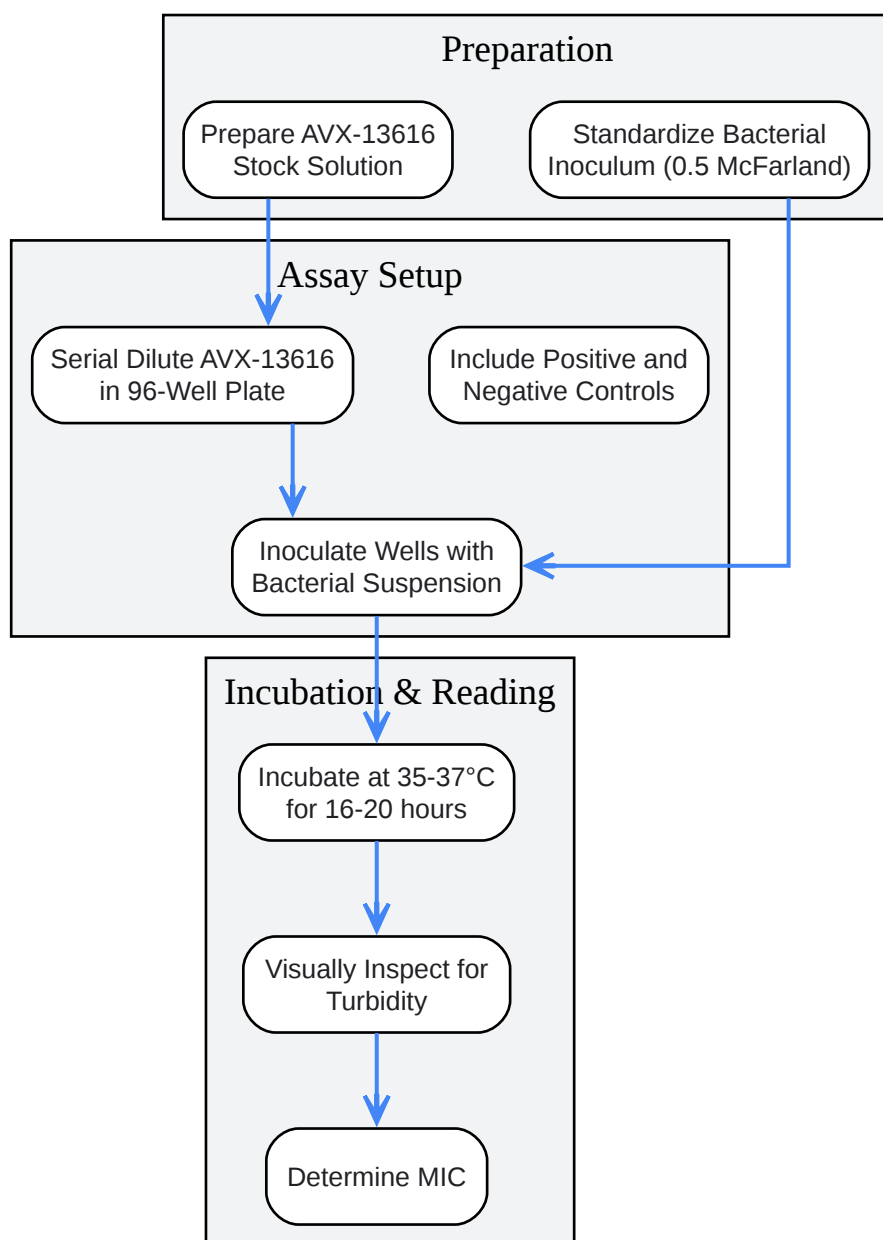 Preparation
Prepare AVX-13616
Stock Solution
Standardize Bacterial
Inoculum (0.5 McFarland)
Assay Setup
Serial Dilute AVX-13616
in 96-Well Plate
Include Positive and
Negative Controls
Inoculate Wells with
Bacterial Suspension
Incubation & Reading
Incubate at 35-37°C
for 16-20 hours
Visually Inspect for
Turbidity
Determine MIC